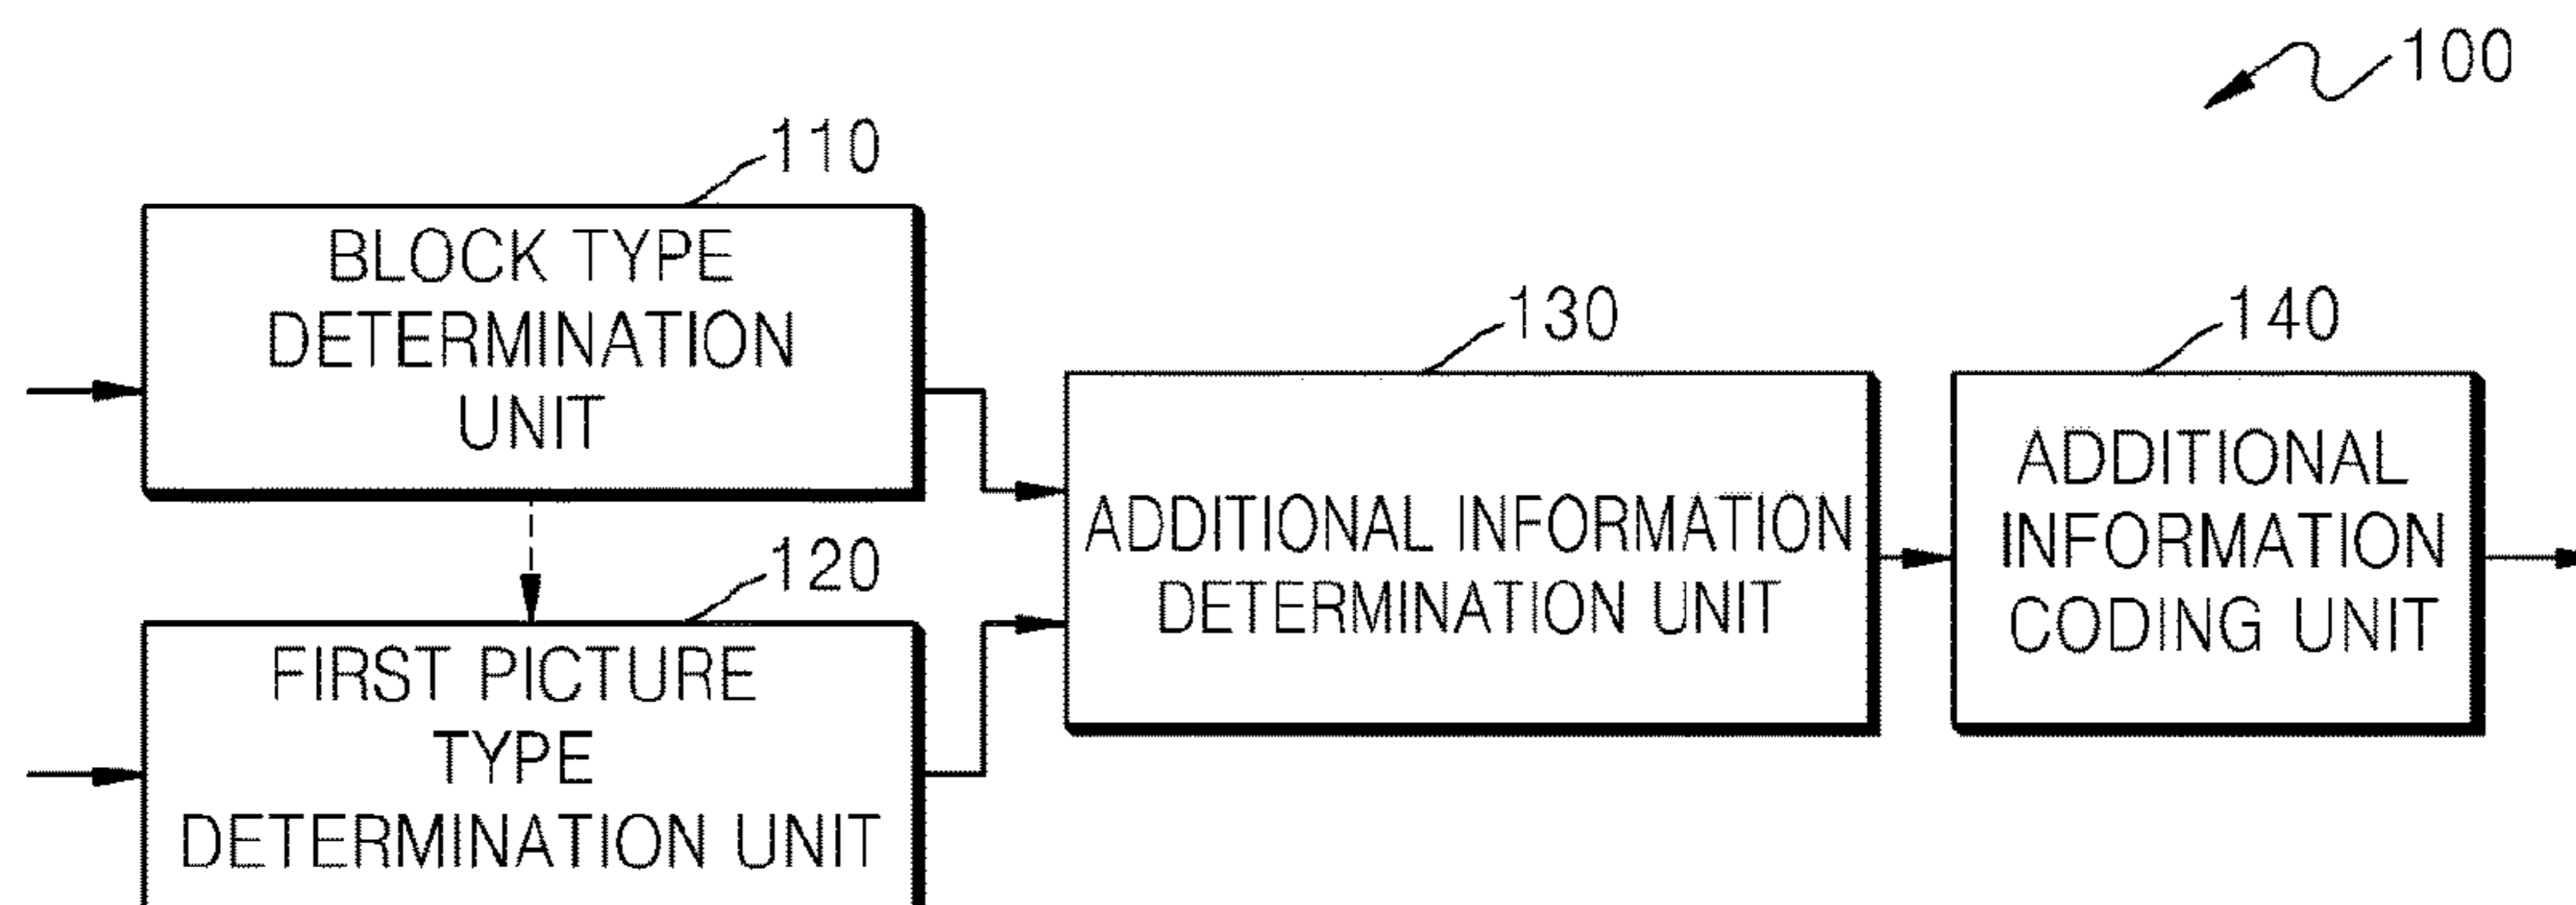 100
110
BLOCK TYPE
DETERMINATION
UNIT
130
140
ADDITIONAL INFORMATION
DETERMINATION UNIT
ADDITIONAL
INFORMATION
CODING UNIT
120
FIRST PICTURE
TYPE
DETERMINATION UNIT